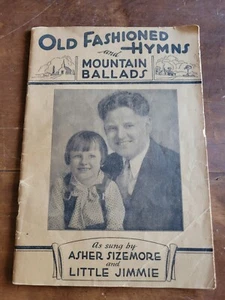 OLD FASHIONED
HYMNS
and
MOUNTAIN
BALLADS
As sung by
ASHER SIZEMORE
and
LITTLE JIMMIE